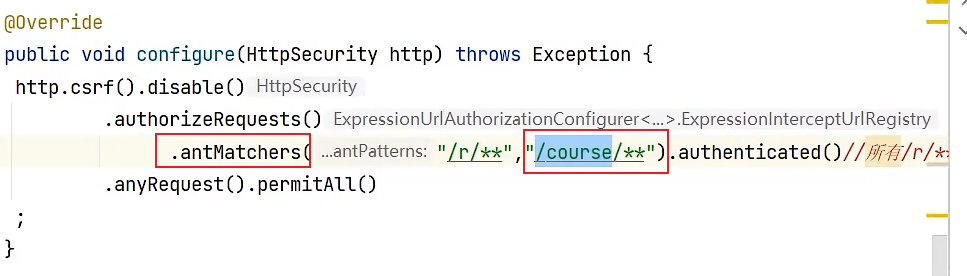 @Override
public void configure(HttpSecurity http) throws Exception {
http.csrf().disable() HttpSecurity
.authorizeRequests() ExpressionUrlAuthorizationConfigurer<...>.ExpressionInterceptUrlRegistry
.antMatchers( ...antPatterns: "/r/**","/course/**").authenticated()//所有/r/**
.anyRequest().permitAll()
;
}